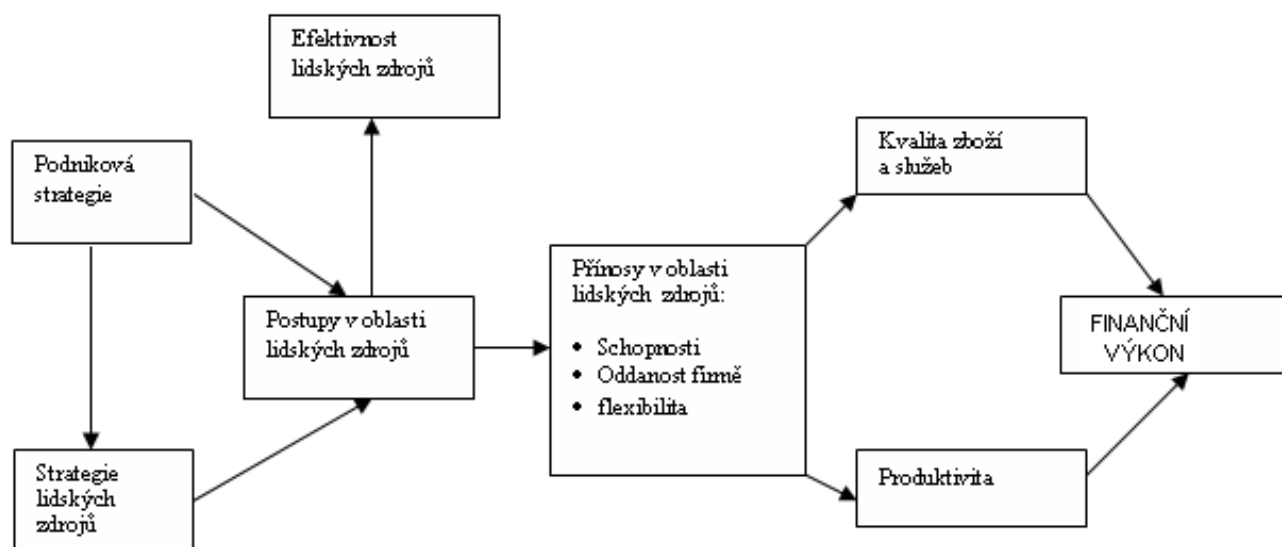 Efektivnost
lidských zdrojů
Podniková
strategie
Kvalita zboží
a služeb
Přínosy v oblasti
lidských zdrojů:
• Schopnosti
• Oddanost firmě
• flexibilita
Postupy v oblasti
lidských zdrojů
FINANČNÍ
VÝKON
Strategie
lidských
zdrojů
Produktivita